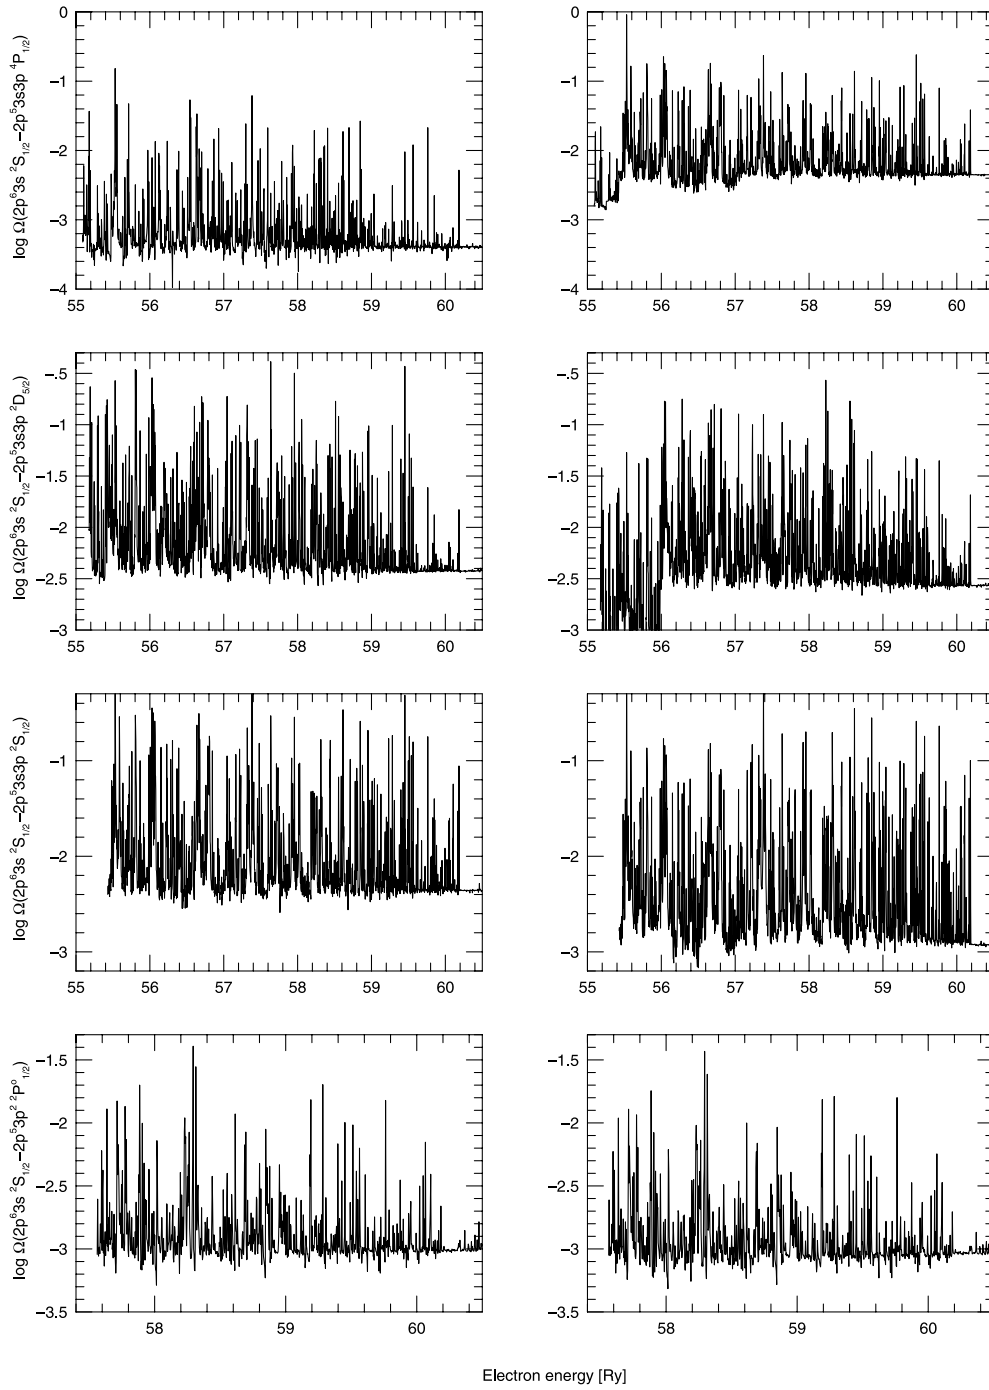 log Ω(2p⁶3s ²S₁/₂−2p⁵3s3p ⁴P₁/₂)
0
−1
−2
−3
−4
55 56 57 58 59 60
0
−1
−2
−3
−4
55 56 57 58 59 60
log Ω(2p⁶3s ²S₁/₂−2p⁵3s3p ²D₅/₂)
−.5
−1
−1.5
−2
−2.5
−3
55 56 57 58 59 60
−.5
−1
−1.5
−2
−2.5
−3
55 56 57 58 59 60
log Ω(2p⁶3s ²S₁/₂−2p⁵3s3p ²S₁/₂)
−1
−2
−3
55 56 57 58 59 60
−1
−2
−3
55 56 57 58 59 60
log Ω(2p⁶3s ²S₁/₂−2p⁵3p² ²Pᵒ₁/₂)
−1.5
−2
−2.5
−3
−3.5
58 59 60
−1.5
−2
−2.5
−3
−3.5
58 59 60
Electron energy [Ry]